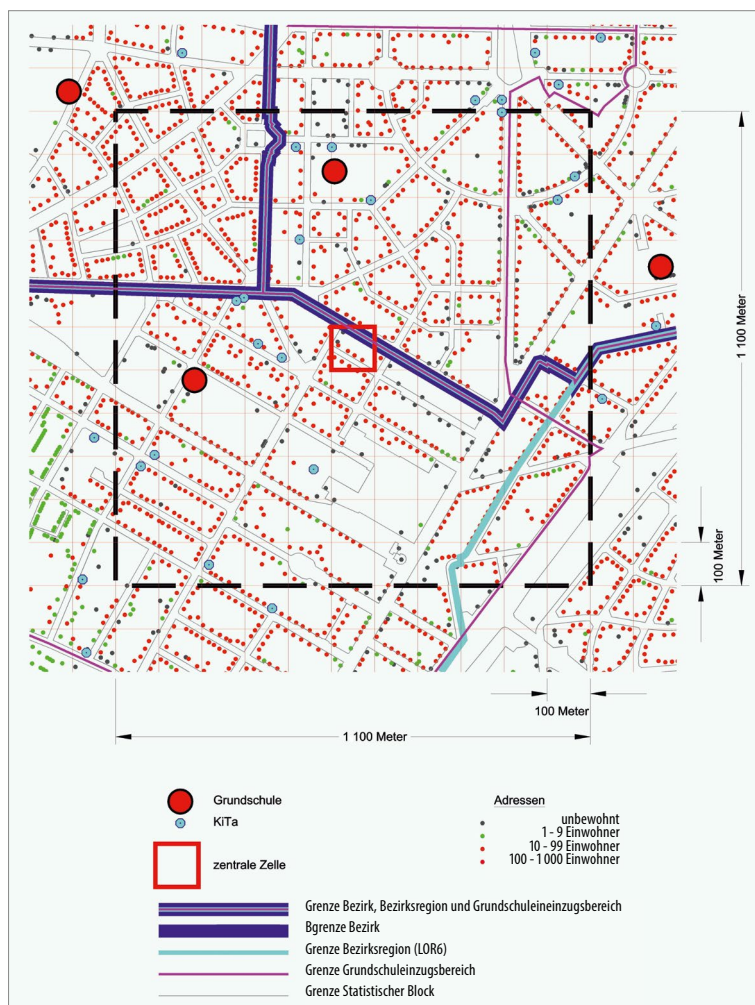 1 100 Meter
100 Meter
100 Meter
1 100 Meter
Grundschule
KiTa
zentrale Zelle
Adressen
unbewohnt
1 - 9 Einwohner
10 - 99 Einwohner
100 - 1 000 Einwohner
Grenze Bezirk, Bezirksregion und Grundschuleineinzugsbereich
Bgrenze Bezirk
Grenze Bezirksregion (LOR6)
Grenze Grundschuleinzugsbereich
Grenze Statistischer Block